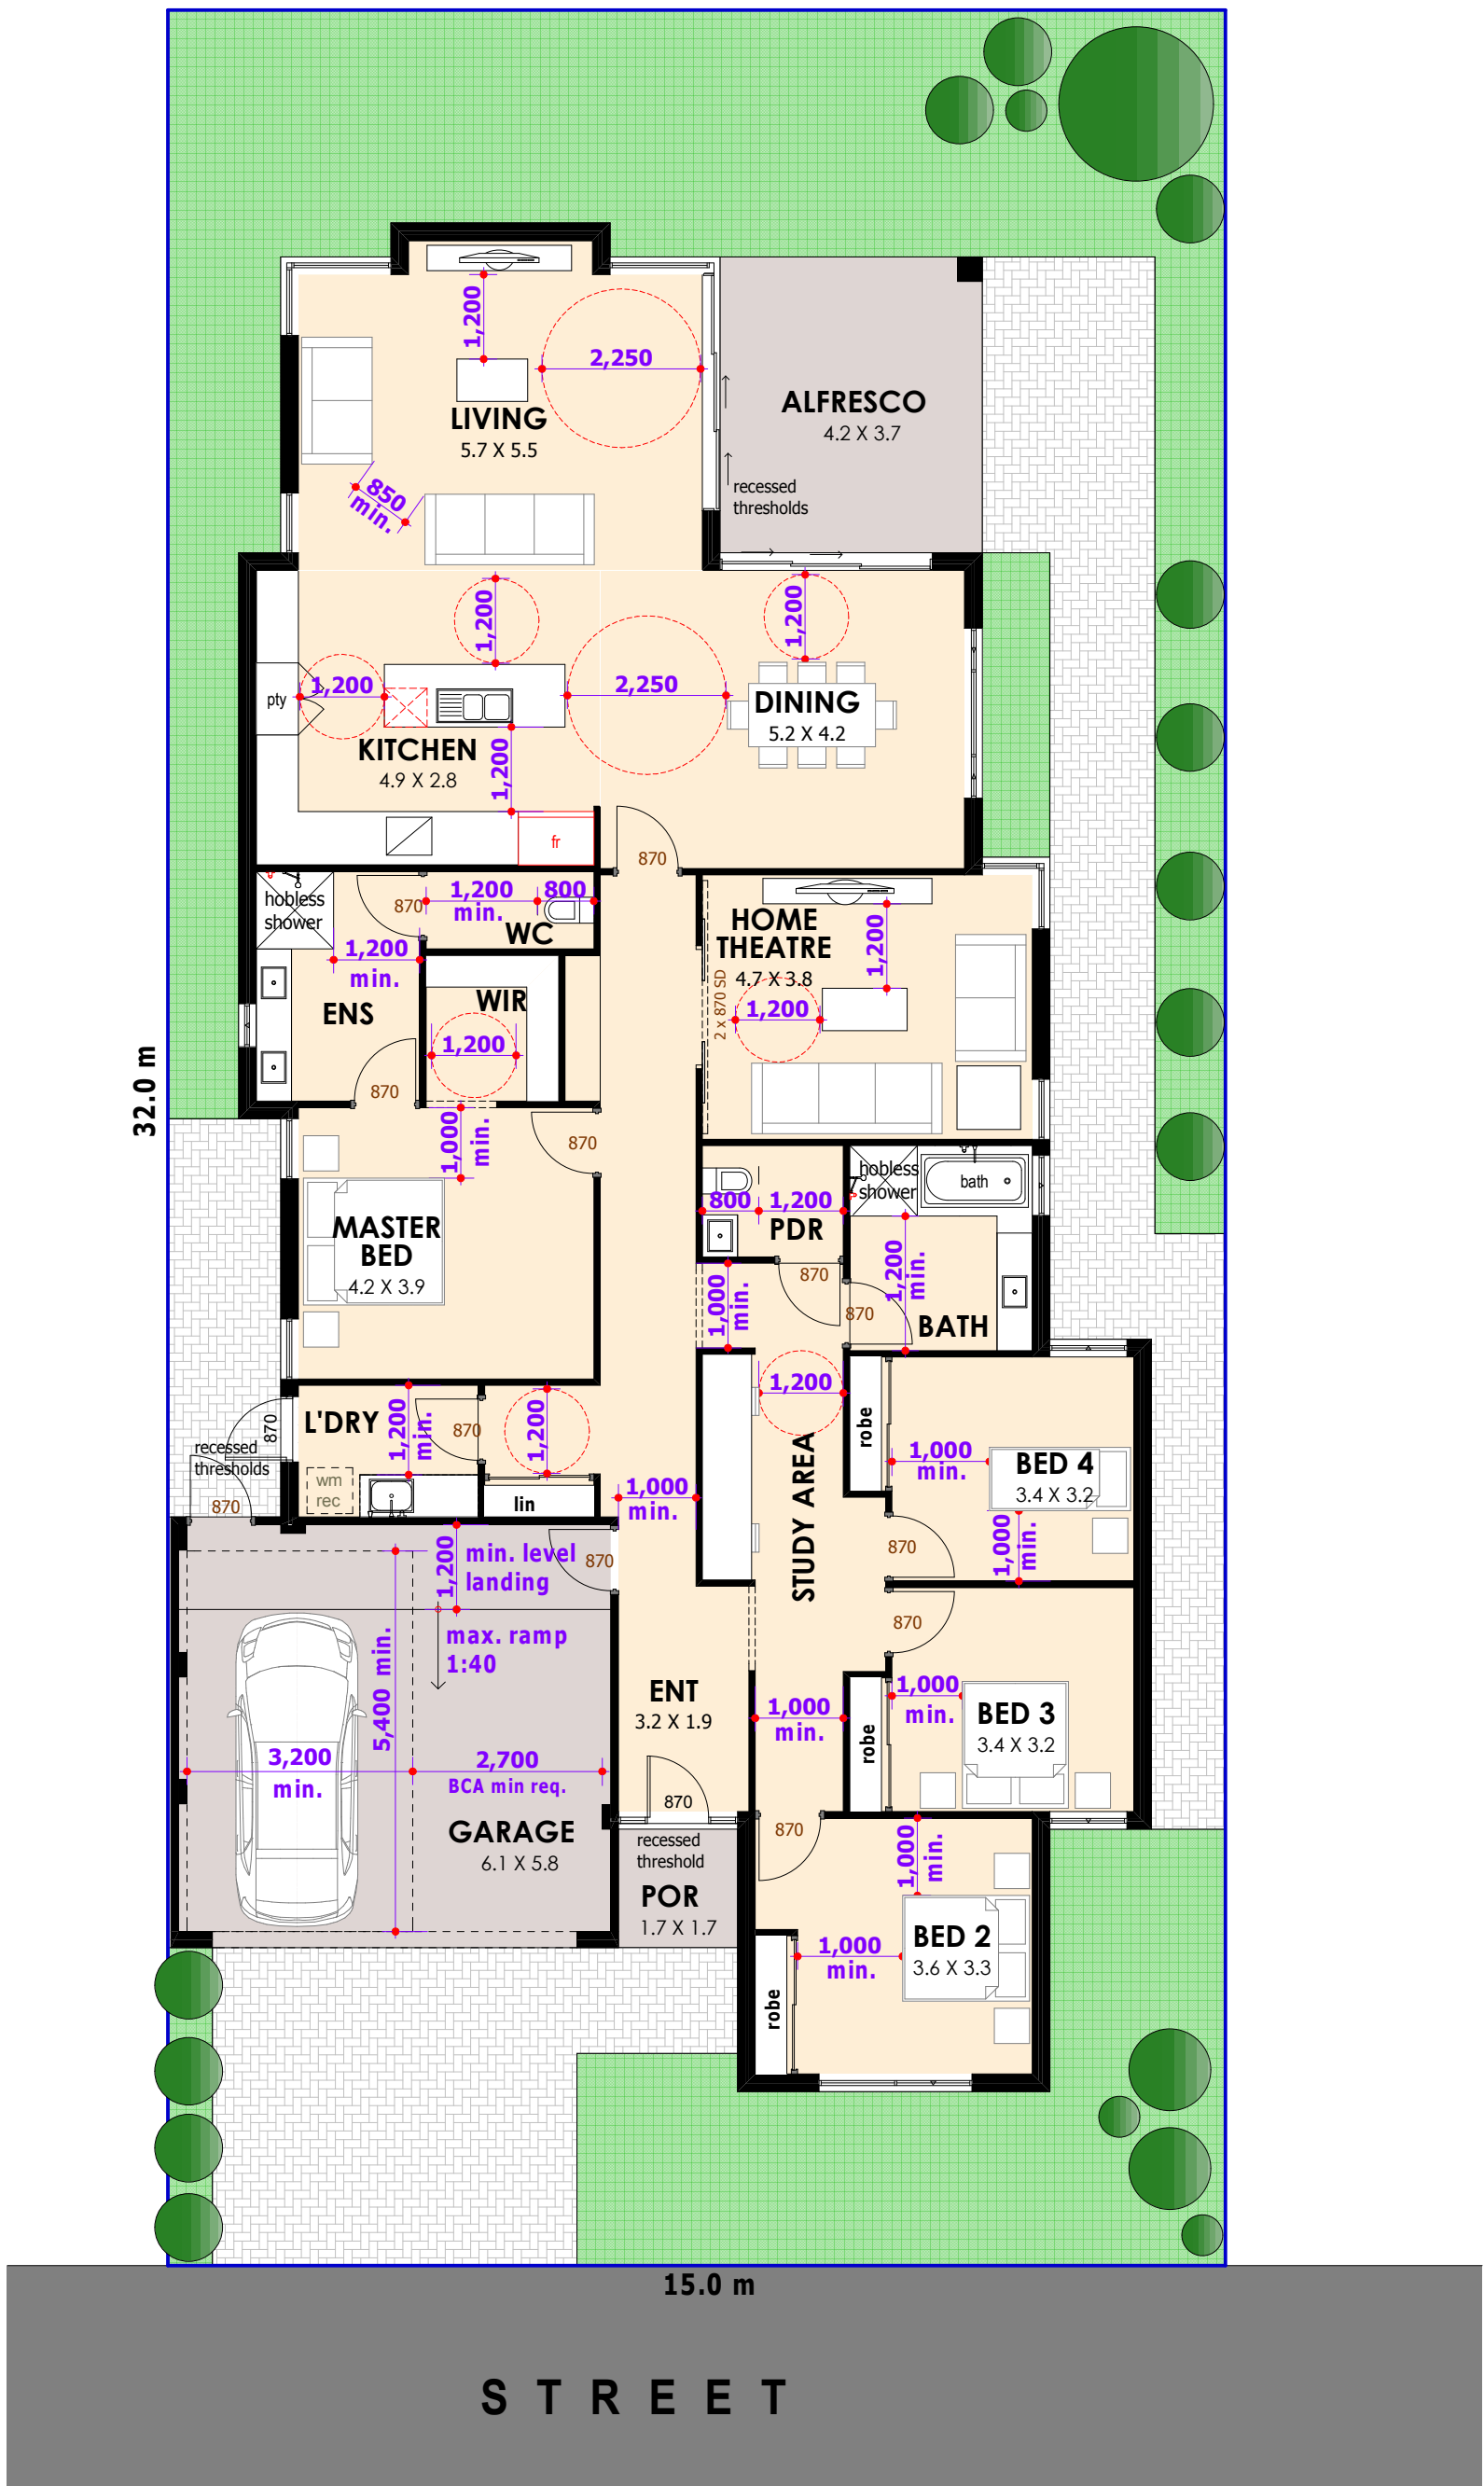 1,200
2,250
LIVING
5.7 X 5.5
ALFRESCO
4.2 X 3.7
850
min.
recessed
thresholds
1,200
1,200
pty
1,200
2,250
DINING
5.2 X 4.2
KITCHEN
4.9 X 2.8
1,200
fr
870
hobless
shower
870
1,200
min.
800
WC
1,200
min.
ENS
WIR
1,200
870
HOME
THEATRE
4.7 X 3.8
1,200
1,200
2 x 870 SD
32.0 m
1,000
min.
870
MASTER
BED
4.2 X 3.9
800
1,200
PDR
870
hobless
shower
bath
1,200
min.
870
BATH
1,000
min.
1,200
L'DRY
870
1,200
min.
870
1,200
recessed
thresholds
870
wm
rec
lin
1,000
min.
STUDY AREA
robe
1,000
min.
BED 4
3.4 X 3.2
1,000
min.
870
870
1,200
min. level
landing
870
max. ramp
1:40
5,400 min.
3,200
min.
2,700
BCA min req.
GARAGE
6.1 X 5.8
ENT
3.2 X 1.9
870
1,000
min.
robe
1,000
min.
BED 3
3.4 X 3.2
recessed
threshold
POR
1.7 X 1.7
870
1,000
min.
BED 2
3.6 X 3.3
1,000
min.
robe
15.0 m
STREET